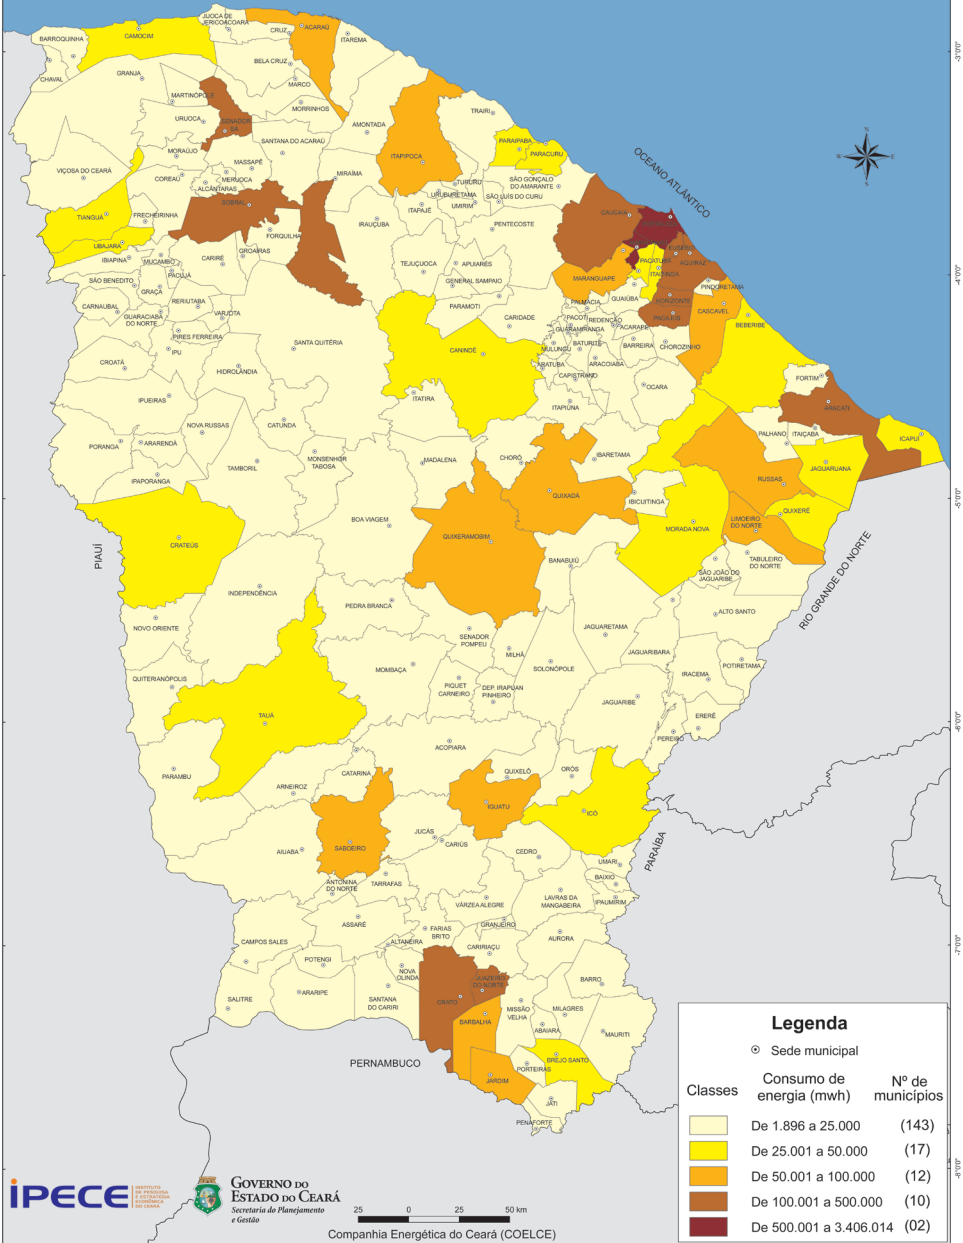 JIJOCA DE
JERICOACOARA
CRUZ
ACARAÚ
ITAREMA
BARROQUINHA
CAMOCIM
CHAVAL
BELA CRUZ
GRANJA
MARCO
MARTINÓPOLE
MORRINHOS
TRAIRI
URUOCA
SENADOR
SÁ
AMONTADA
PARAIPABA
SANTANA DO ACARAÚ
PARACURU
MORAÚJO
ITAPIPOCA
MASSAPÊ
VIÇOSA DO CEARÁ
COREAÚ
MERUOCA
MIRAÍMA
ALCÂNTARAS
TURURU
SÃO GONÇALO
DO AMARANTE
URUBURETAMA
SÃO LUÍS DO CURU
SOBRAL
ITAPAJÉ
UMIRIM
OCEANO ATLÂNTICO
TIANGUÁ
FRECHEIRINHA
IRAUÇUBA
PENTECOSTE
CAUCAIA
FORQUILHA
UBAJARA
IBIAPINA
MUCAMBO
CARIRÉ
GROAÍRAS
EUSÉBIO
PACATUBA
AQUIRAZ
TEJUÇUOCA
APUIARÉS
ITAITINGA
PACUJÁ
MARANGUAPE
SÃO BENEDITO
GRAÇA
GENERAL SAMPAIO
PINDORETAMA
GUAIÚBA
HORIZONTE
CARNAUBAL
RERIUTABA
PARAMOTI
PALMÁCIA
CASCAVEL
GUARACIABA
DO NORTE
VARJOTA
CARIDADE
PACOTI
REDENÇÃO
PACAJUS
BEBERIBE
GUARAMIRANGA
ACARAPE
PIRES FERREIRA
SANTA QUITÉRIA
MULUNGU
BATURITÉ
BARREIRA
CHOROZINHO
IPU
CANINDÉ
CROATÁ
ARATUBA
ARACOIABA
HIDROLÂNDIA
CAPISTRANO
FORTIM
OCARA
IPUEIRAS
ITATIRA
ITAPIÚNA
ARACATI
NOVA RUSSAS
CATUNDA
PALHANO
ITAIÇABA
ICAPUÍ
PORANGA
ARARENDÁ
MONSENHOR
TABOSA
MADALENA
CHORÓ
IBARETAMA
TAMBORIL
JAGUARUANA
IPAPORANGA
RUSSAS
QUIXADÁ
IBICUITINGA
BOA VIAGEM
LIMOEIRO
DO NORTE
QUIXERÉ
MORADA NOVA
QUIXERAMOBIM
CRATEÚS
PIAUÍ
BANABUIÚ
TABULEIRO
DO NORTE
SÃO JOÃO DO
JAGUARIBE
RIO GRANDE DO NORTE
INDEPENDÊNCIA
PEDRA BRANCA
ALTO SANTO
NOVO ORIENTE
JAGUARETAMA
SENADOR
POMPEU
MILHÃ
JAGUARIBARA
MOMBAÇA
SOLONÓPOLE
POTIRETAMA
QUITERIANÓPOLIS
IRACEMA
PIQUET
CARNEIRO
DEP. IRAPUAN
PINHEIRO
JAGUARIBE
TAUÁ
ERERÊ
PEREIRO
ACOPIARA
PARAMBU
CATARINA
QUIXELÔ
ORÓS
ARNEIROZ
IGUATU
ICÓ
JUCÁS
CARIÚS
SABOEIRO
AIUABA
CEDRO
PARAÍBA
UMARI
ANTONINA
DO NORTE
TARRAFAS
BAIXIO
VÁRZEA ALEGRE
LAVRAS DA
MANGABEIRA
IPAUMIRIM
ASSARÉ
GRANJEIRO
FARIAS
BRITO
AURORA
CAMPOS SALES
ALTANEIRA
CARIRIAÇU
POTENGI
NOVA
OLINDA
JUAZEIRO
DO NORTE
BARRO
ARARIPE
SALITRE
SANTANA
DO CARIRI
CRATO
MISSÃO
VELHA
MILAGRES
BARBALHA
ABAIARA
MAURITI
PERNAMBUCO
BREJO SANTO
PORTEIRAS
JARDIM
JATI
PENAFORTE
-3°0'0"
-4°0'0"
-5°0'0"
-6°0'0"
-7°0'0"
-8°0'0"
Legenda
Sede municipal
Classes
Consumo de
energia (mwh)
Nº de
municípios
De 1.896 a 25.000 (143)
De 25.001 a 50.000 (17)
De 50.001 a 100.000 (12)
De 100.001 a 500.000 (10)
De 500.001 a 3.406.014 (02)
iPECE
INSTITUTO
DE PESQUISA
E ESTRATÉGIA
ECONÔMICA
DO CEARÁ
GOVERNO DO
ESTADO DO CEARÁ
Secretaria do Planejamento
e Gestão
25 0 25 50 km
Companhia Energética do Ceará (COELCE)